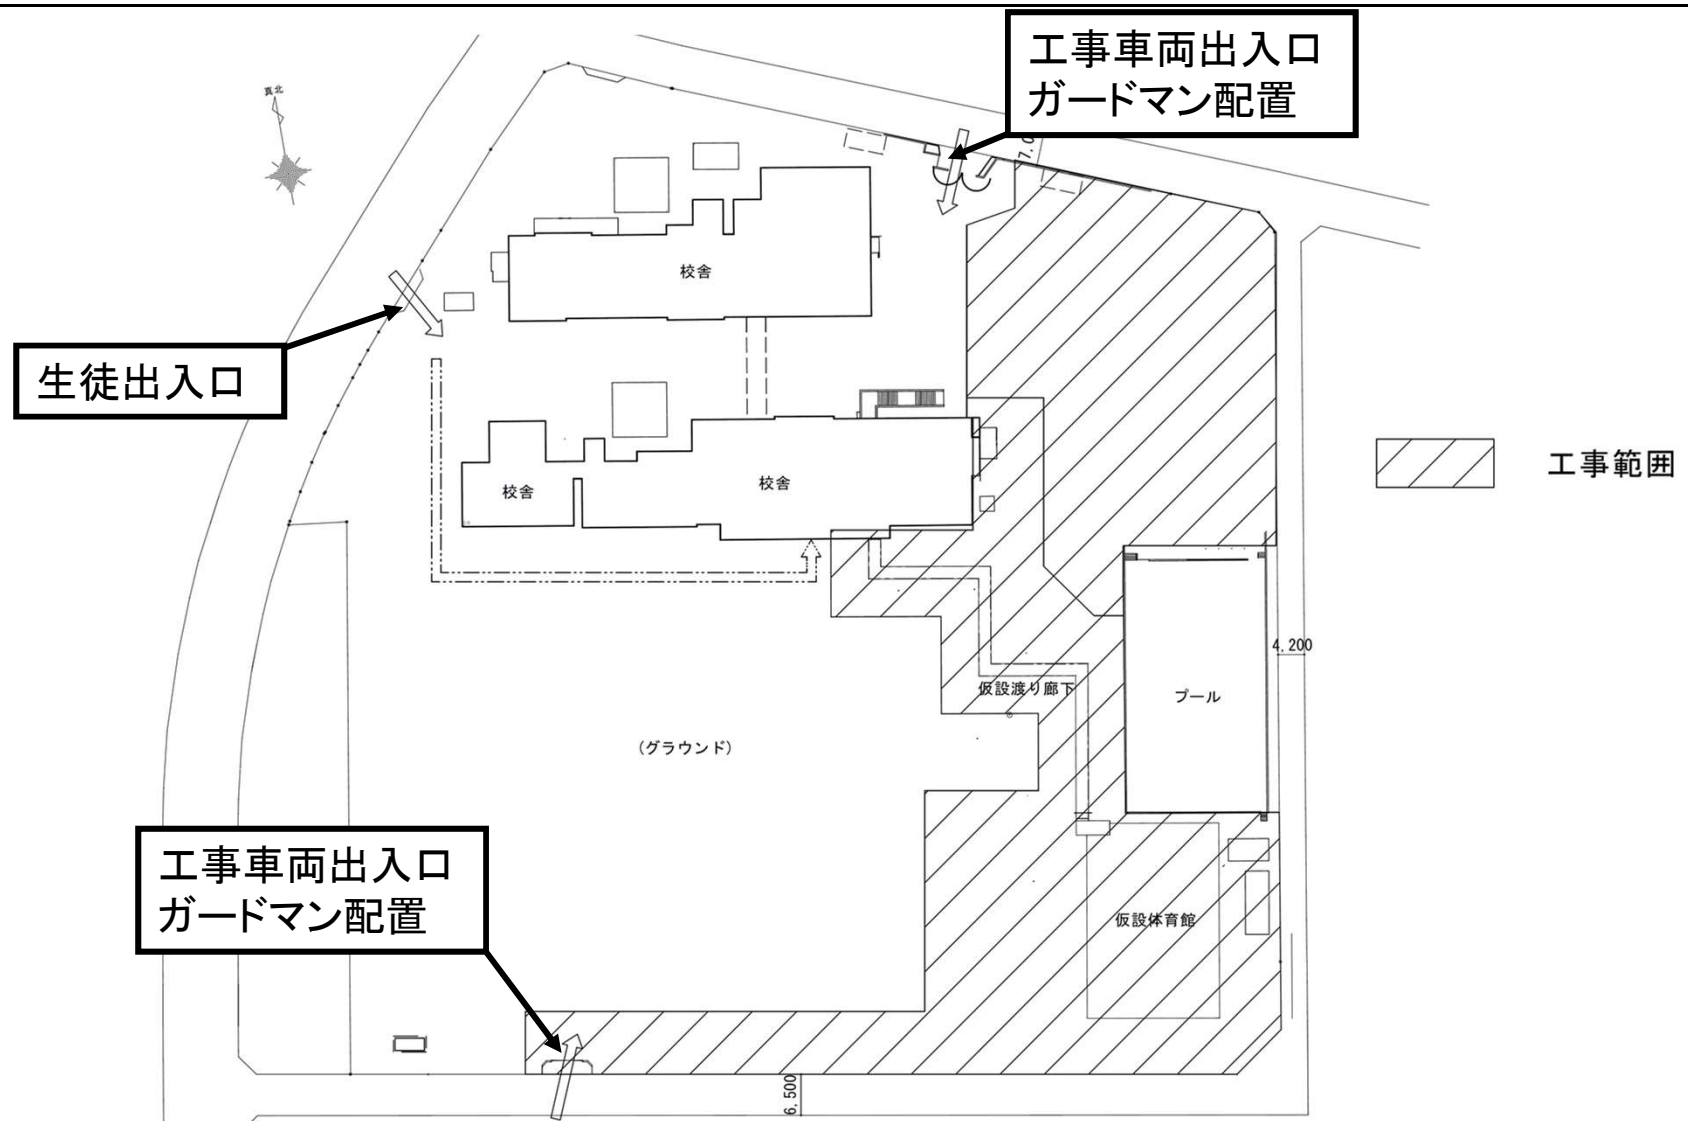 工事車両出入口
ガードマン配置
真北
校舎
生徒出入口
校舎
校舎
工事範囲
4,200
仮設渡り廊下
プール
(グラウンド)
工事車両出入口
ガードマン配置
仮設体育館
6,500